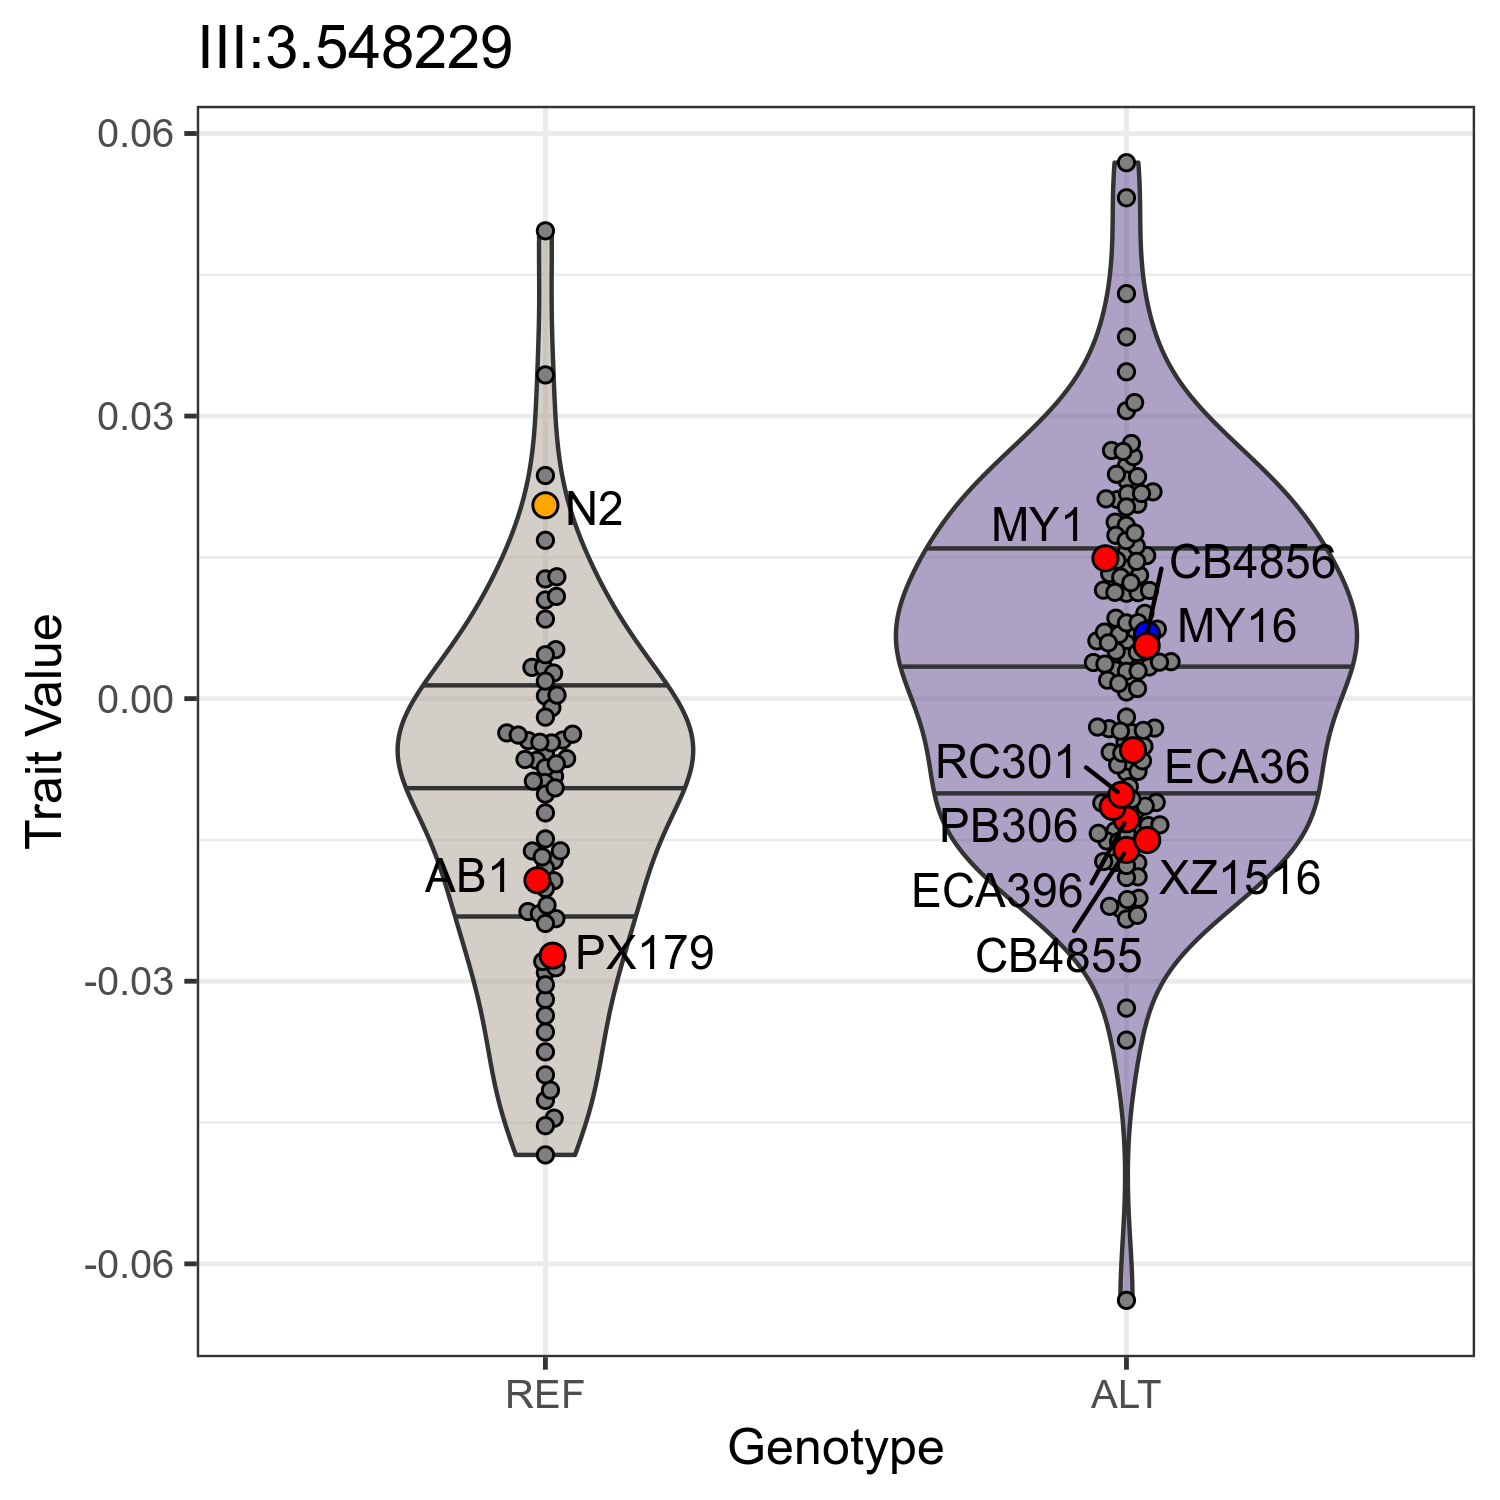 III:3.548229
0.06
0.03
0.00
-0.03
-0.06
Trait Value
N2
AB1
PX179
MY1
CB4856
MY16
RC301
ECA36
PB306
ECA396
XZ1516
CB4855
REF
ALT
Genotype